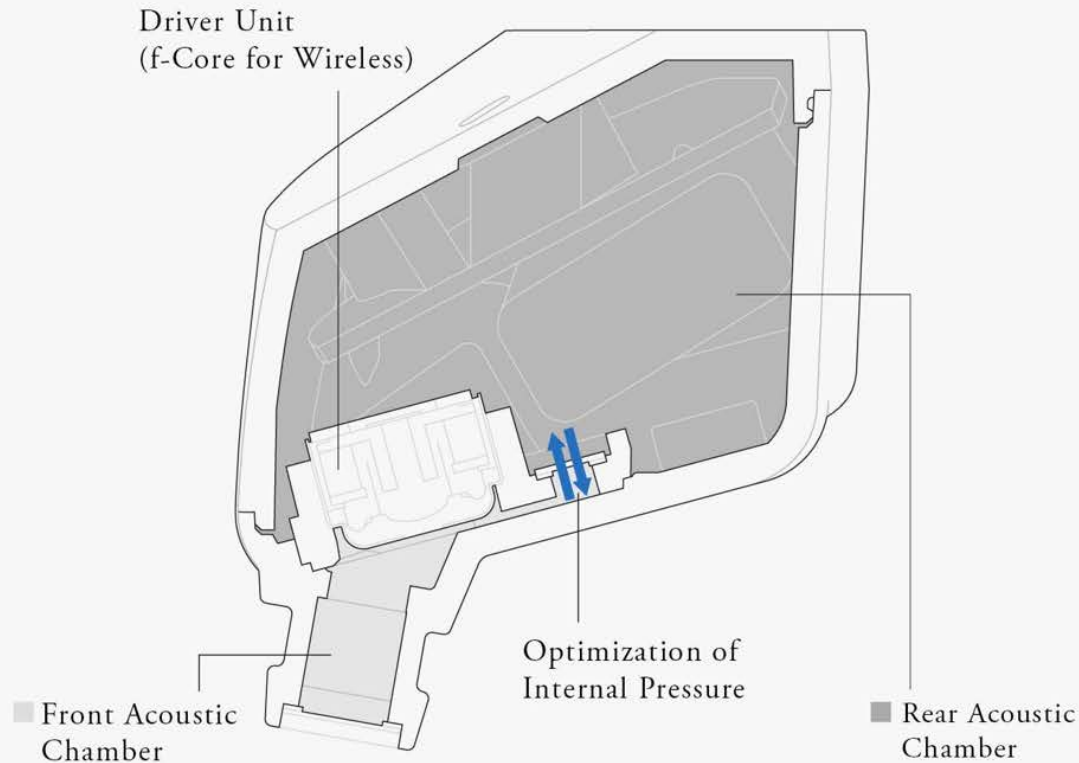 Driver Unit
(f-Core for Wireless)
Optimization of
Internal Pressure
Front Acoustic
Chamber
Rear Acoustic
Chamber